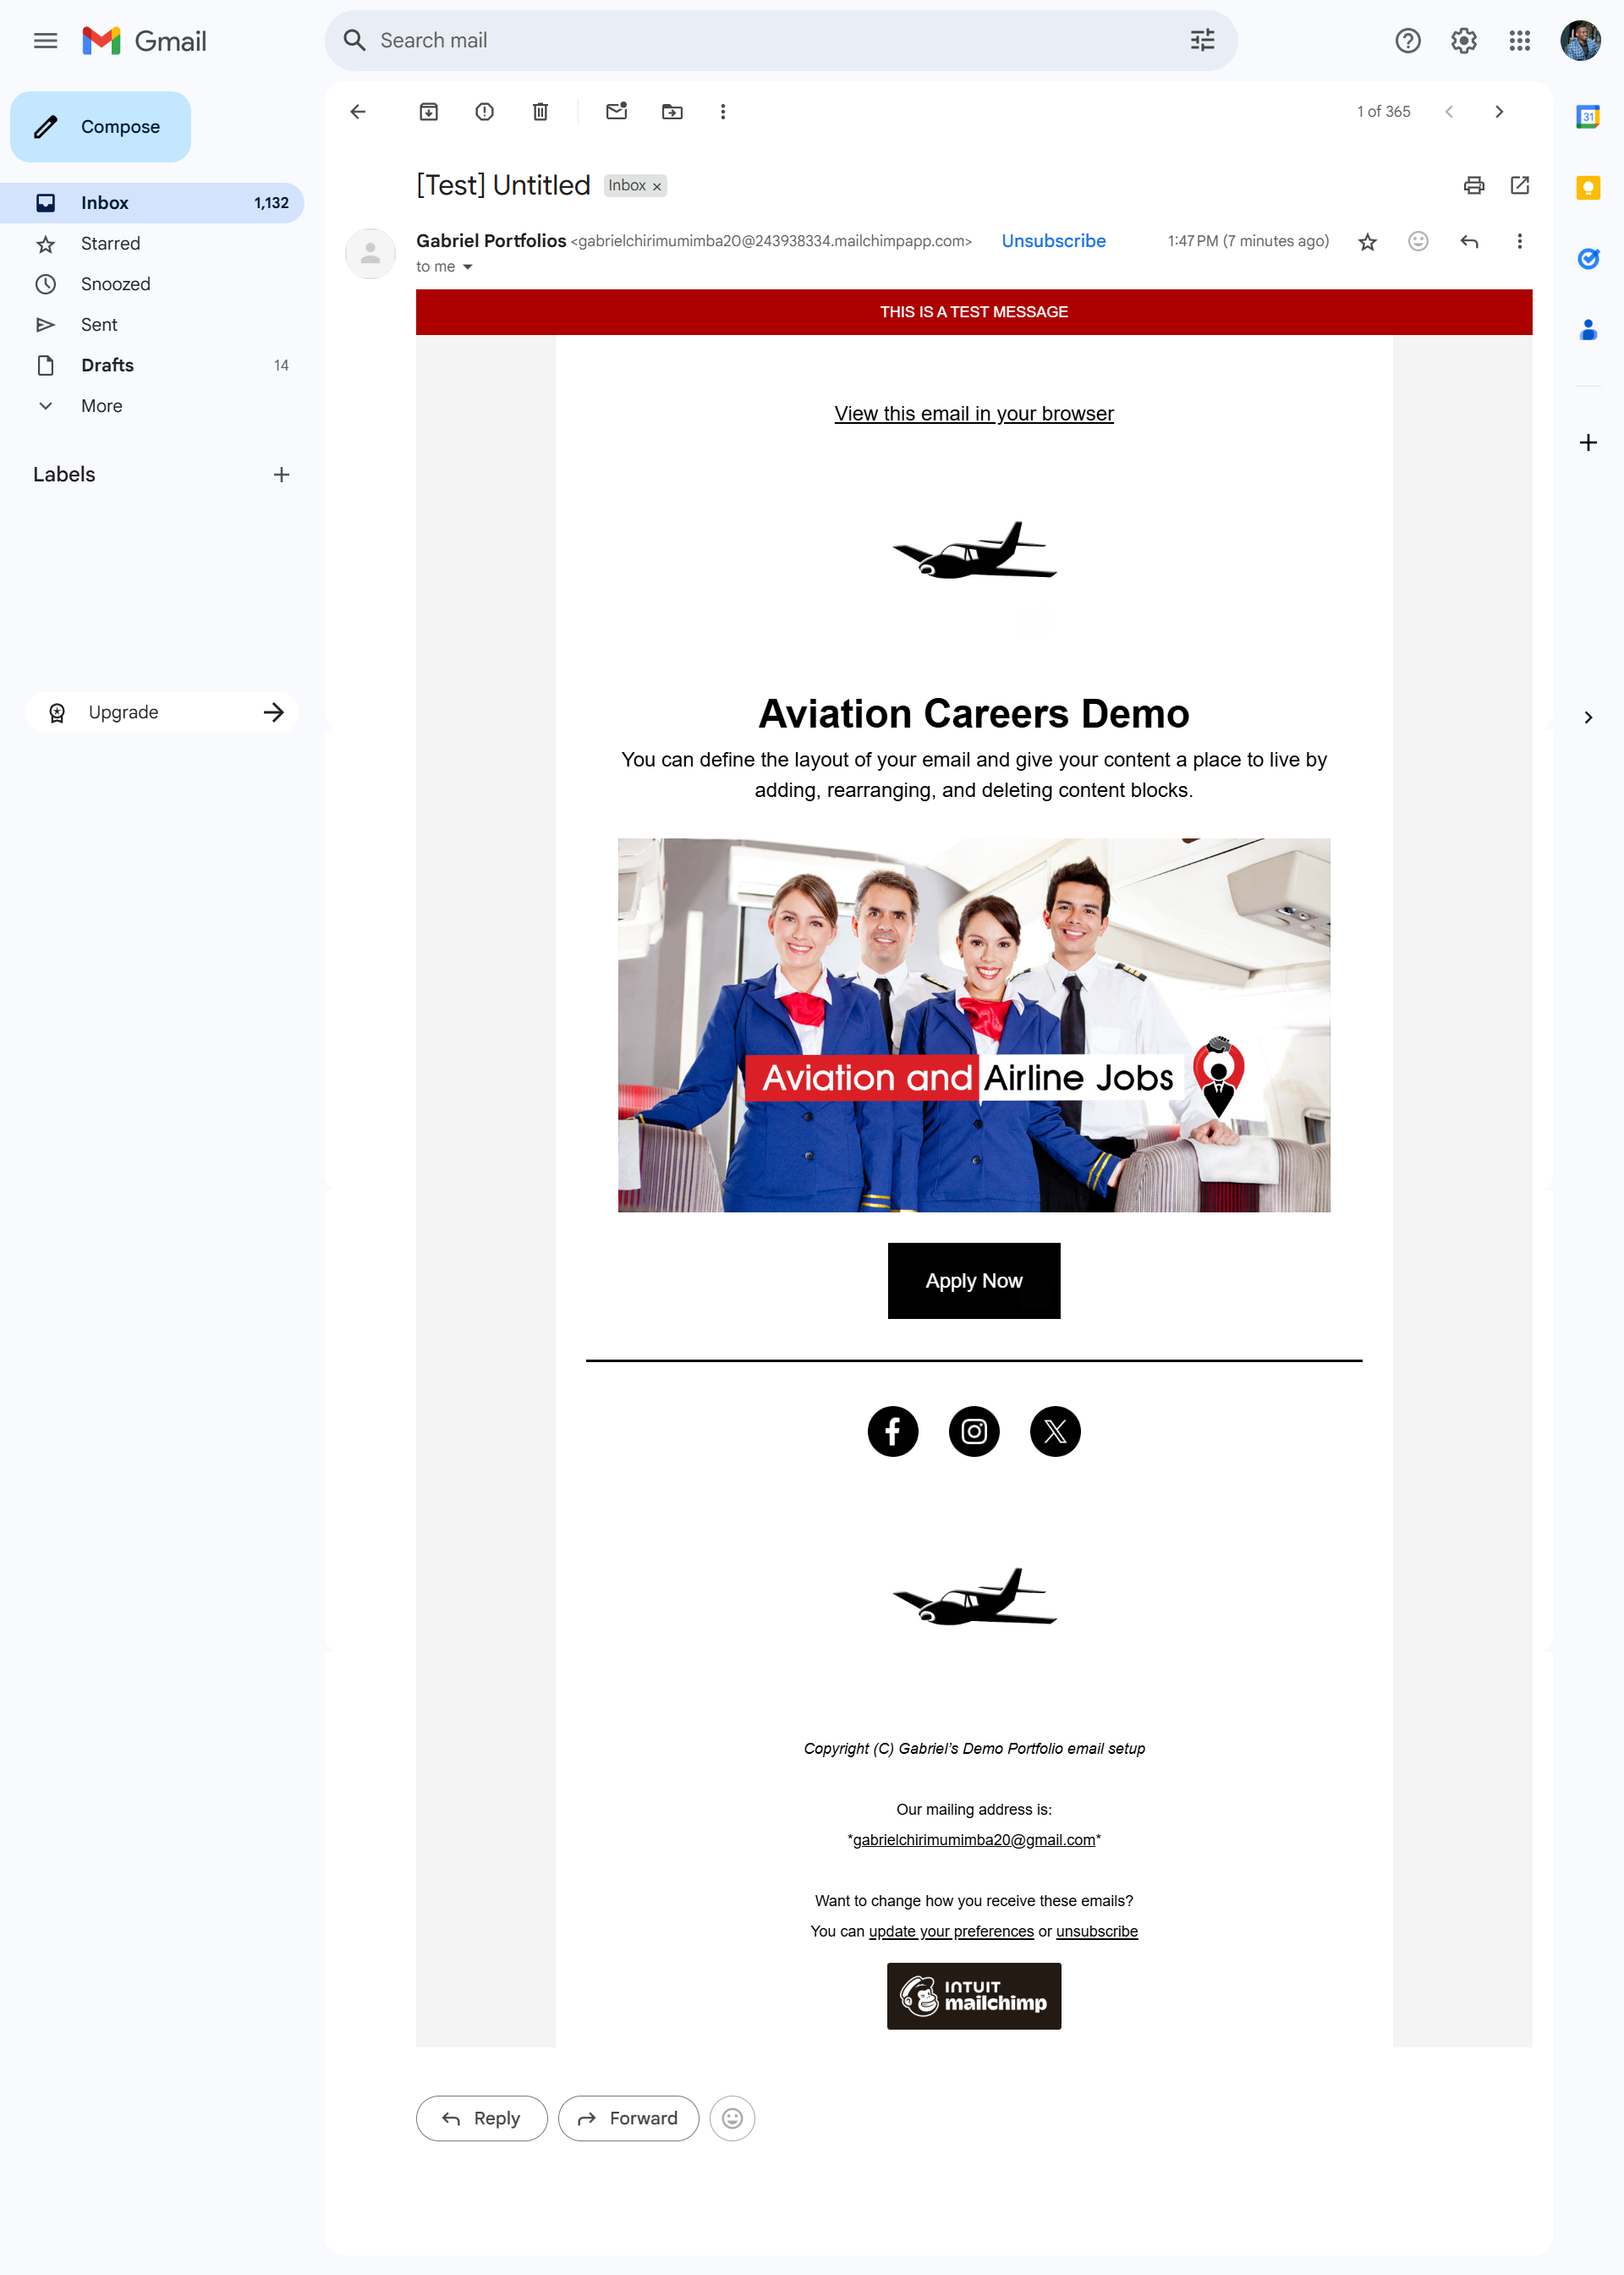 Gmail
Search mail
Compose
1 of 365
31
[Test] Untitled
Inbox ×
Inbox 1,132
Starred
Snoozed
Sent
Drafts 14
More
Labels
Upgrade
Gabriel Portfolios <gabrielchirimumimba20@243938334.mailchimpapp.com> Unsubscribe 1:47 PM (7 minutes ago)
to me
THIS IS A TEST MESSAGE
View this email in your browser
Aviation Careers Demo
You can define the layout of your email and give your content a place to live by
adding, rearranging, and deleting content blocks.
Aviation and Airline Jobs
Apply Now
Copyright (C) Gabriel’s Demo Portfolio email setup
Our mailing address is:
*gabrielchirimumimba20@gmail.com*
Want to change how you receive these emails?
You can update your preferences or unsubscribe
INTUIT
mailchimp
Reply
Forward